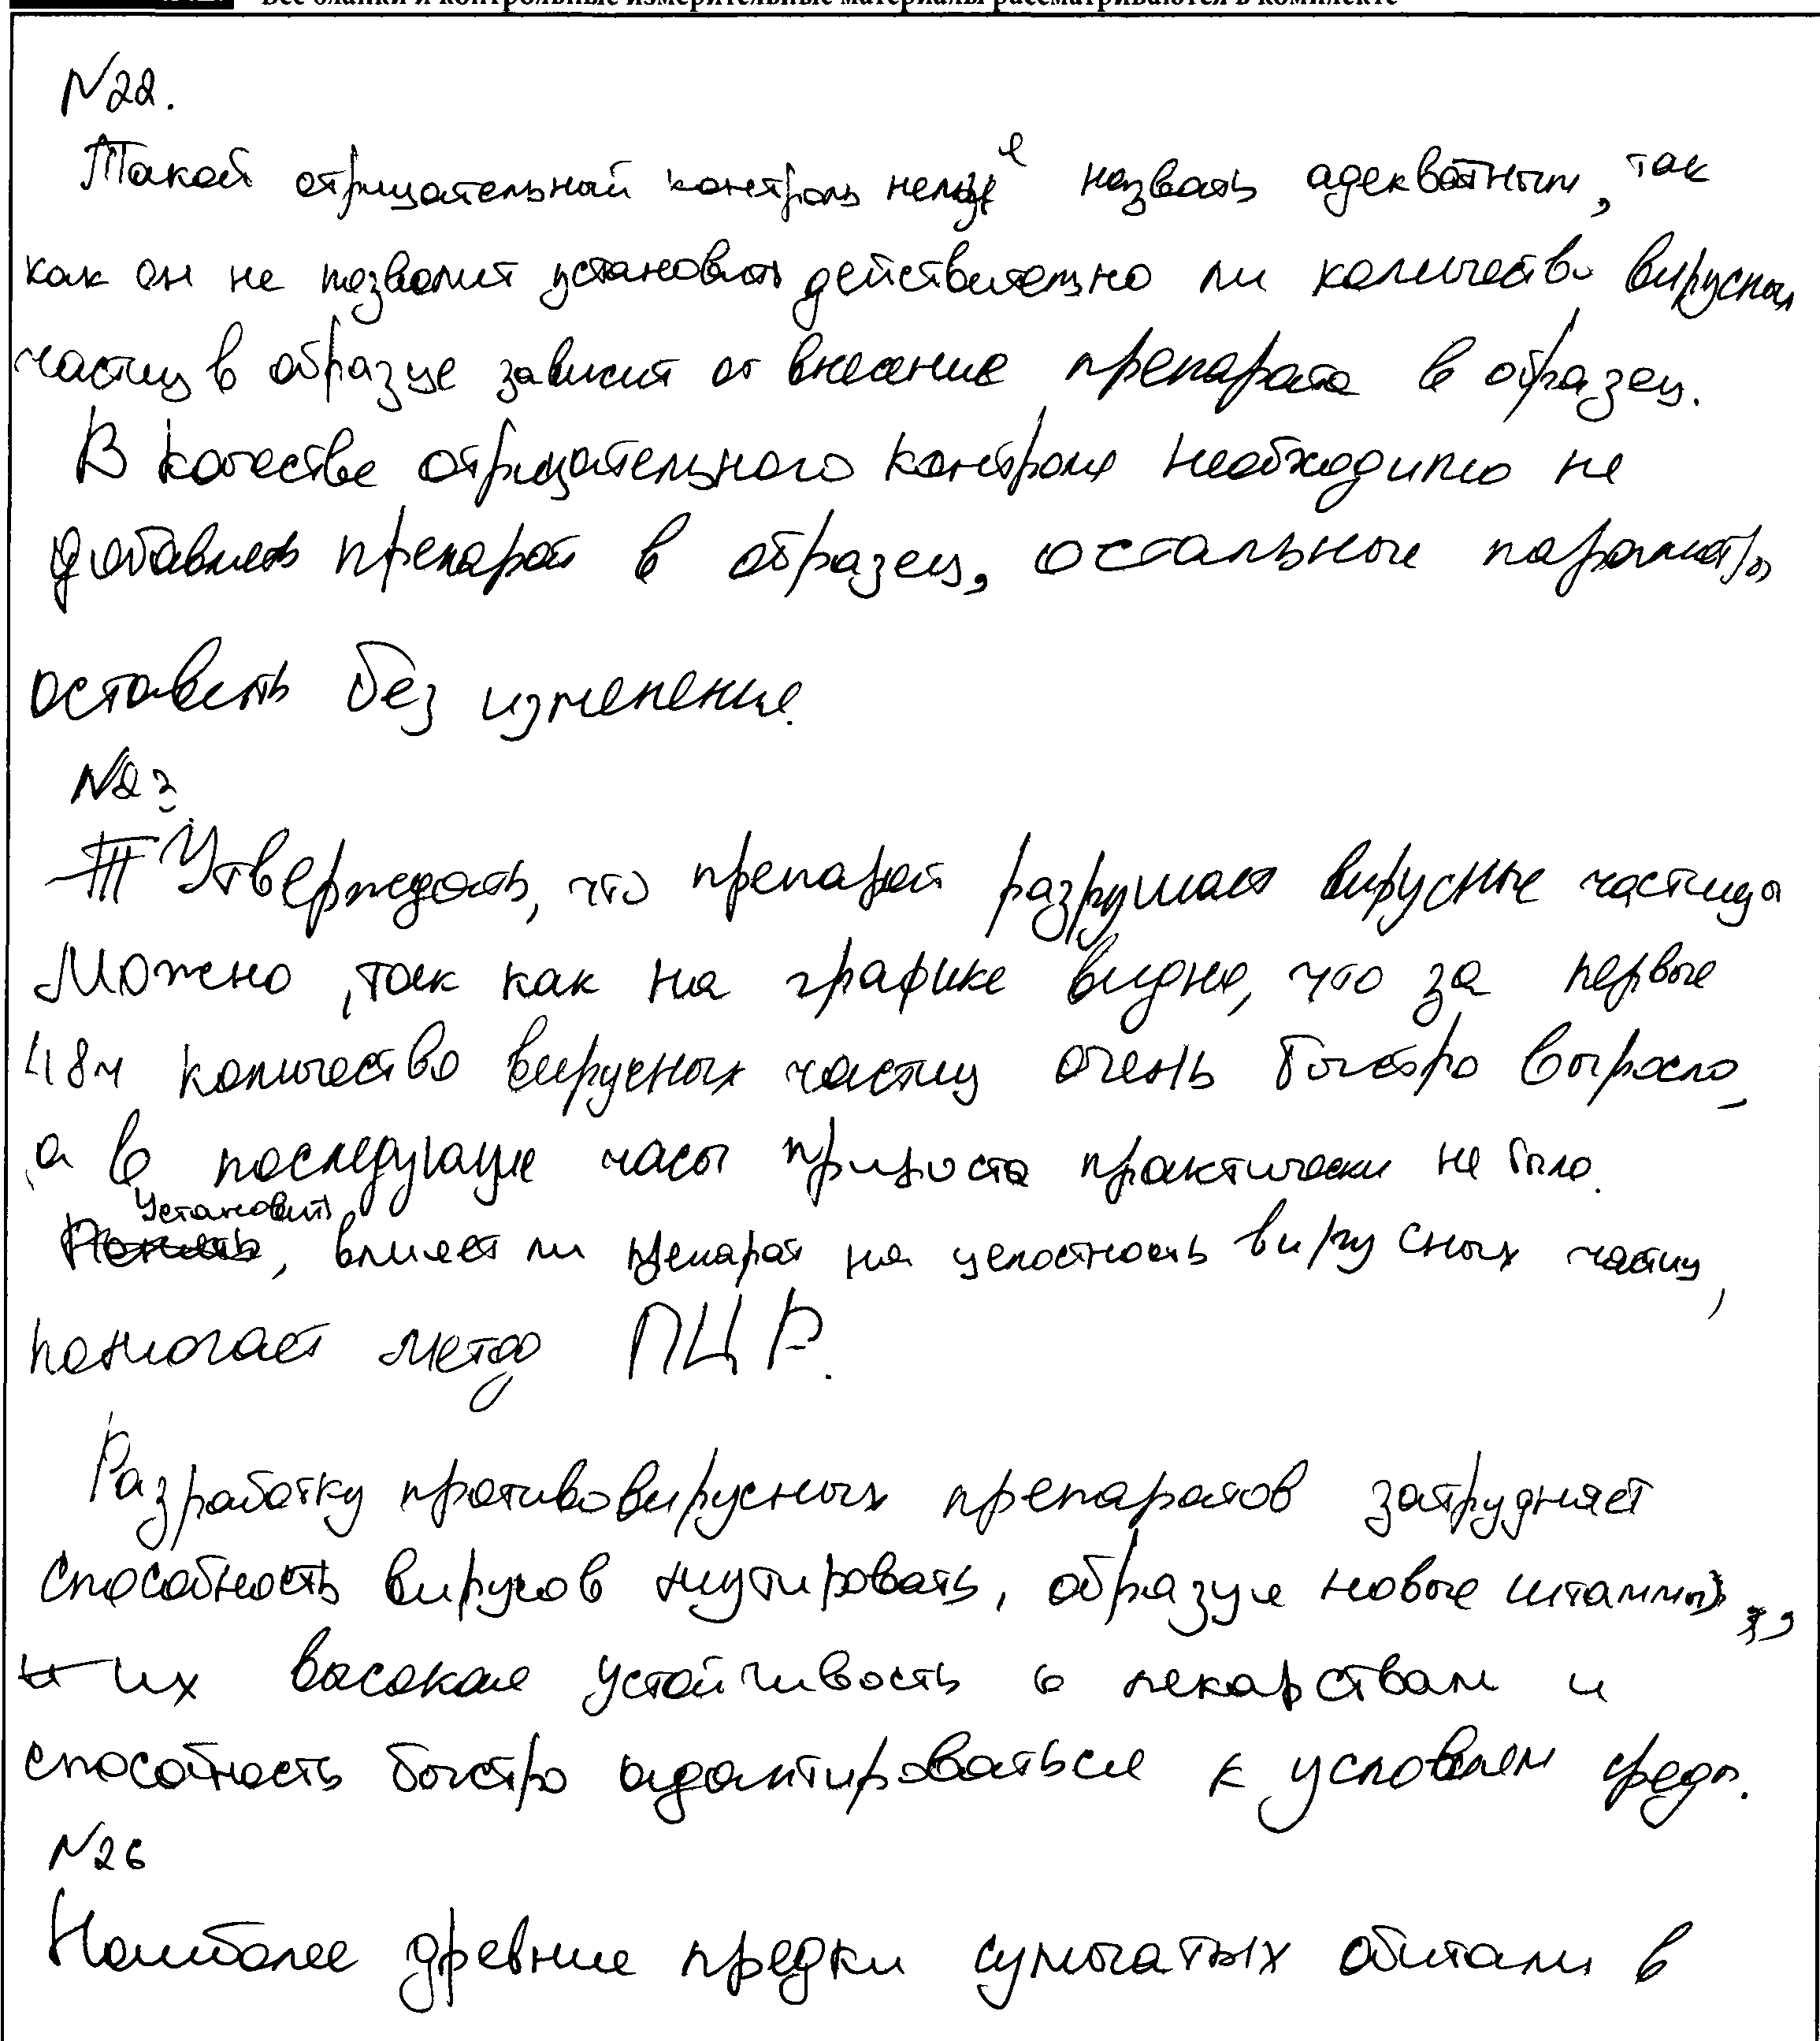 Все бланки и контрольные измерительные материалы рассматриваются в комплекте
№22.
Такой отрицательный контроль нельзя назвать адекватным, так
как он не позволит установить действительно ли количество вирусных
частиц в образце зависит от внесения препарата в образец.
В качестве отрицательного контроля необходимо не
добавлять препарат в образец, остальные параметры
оставить без изменения.
№23
Утверждать, что препарат разрушает вирусные частицы
можно, так как на графике видно, что за первые
48ч количество вирусных частиц очень быстро выросло,
а в последующие часы прироста практически не было.
Установить, влияет ли препарат на целостность вирусных частиц,
помогает метод ПЦР.
Разработку противовирусных препаратов затрудняет
способность вирусов мутировать, образуя новые штаммы,
их высокая устойчивость к лекарствам и
способность быстро адаптироваться к условиям среды.
№26
Наиболее древние предки сумчатых обитали в